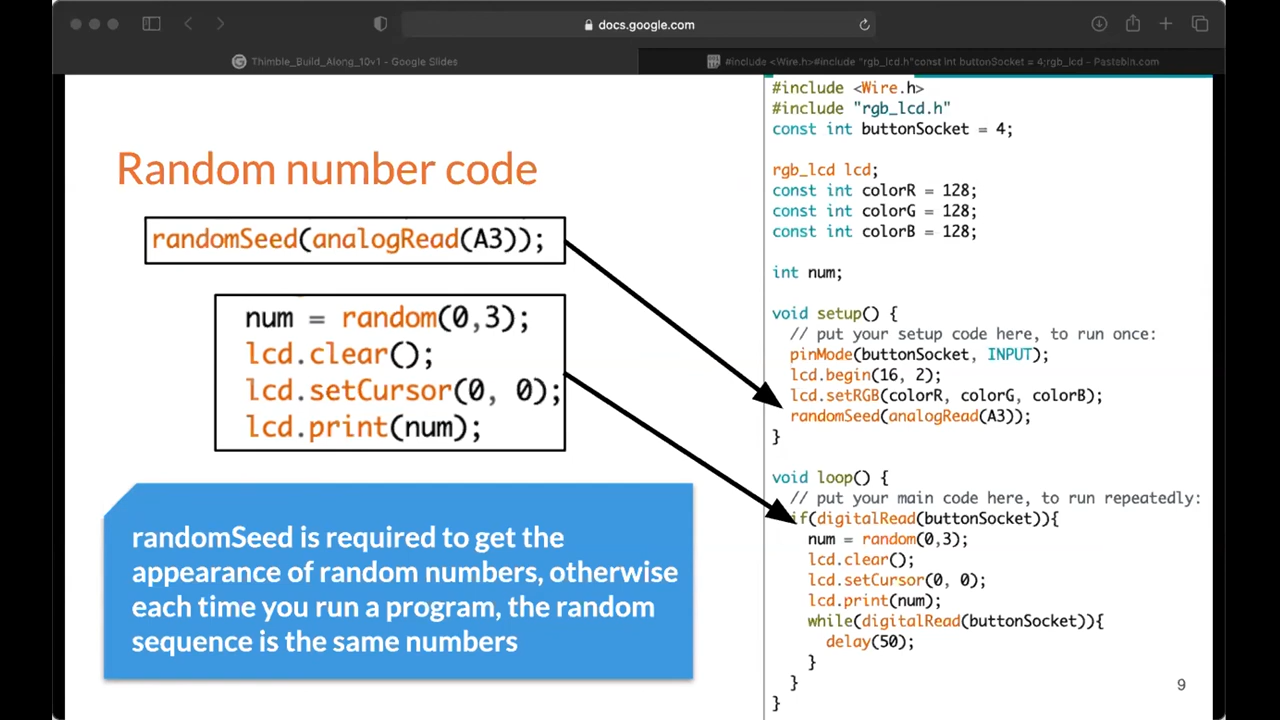 docs.google.com
Thimble_Build_Along_10v1 - Google Slides
#include <Wire.h>#include "rgb_lcd.h"const int buttonSocket = 4;rgb_lcd - Pastebin.com
Random number code
randomSeed(analogRead(A3));
num = random(0,3);
lcd.clear();
lcd.setCursor(0, 0);
lcd.print(num);
randomSeed is required to get the
appearance of random numbers, otherwise
each time you run a program, the random
sequence is the same numbers
#include <Wire.h>
#include "rgb_lcd.h"
const int buttonSocket = 4;
rgb_lcd lcd;
const int colorR = 128;
const int colorG = 128;
const int colorB = 128;
int num;
void setup() {
// put your setup code here, to run once:
pinMode(buttonSocket, INPUT);
lcd.begin(16, 2);
lcd.setRGB(colorR, colorG, colorB);
randomSeed(analogRead(A3));
}
void loop() {
// put your main code here, to run repeatedly:
if(digitalRead(buttonSocket)){
num = random(0,3);
lcd.clear();
lcd.setCursor(0, 0);
lcd.print(num);
while(digitalRead(buttonSocket)){
delay(50);
}
}
}
9